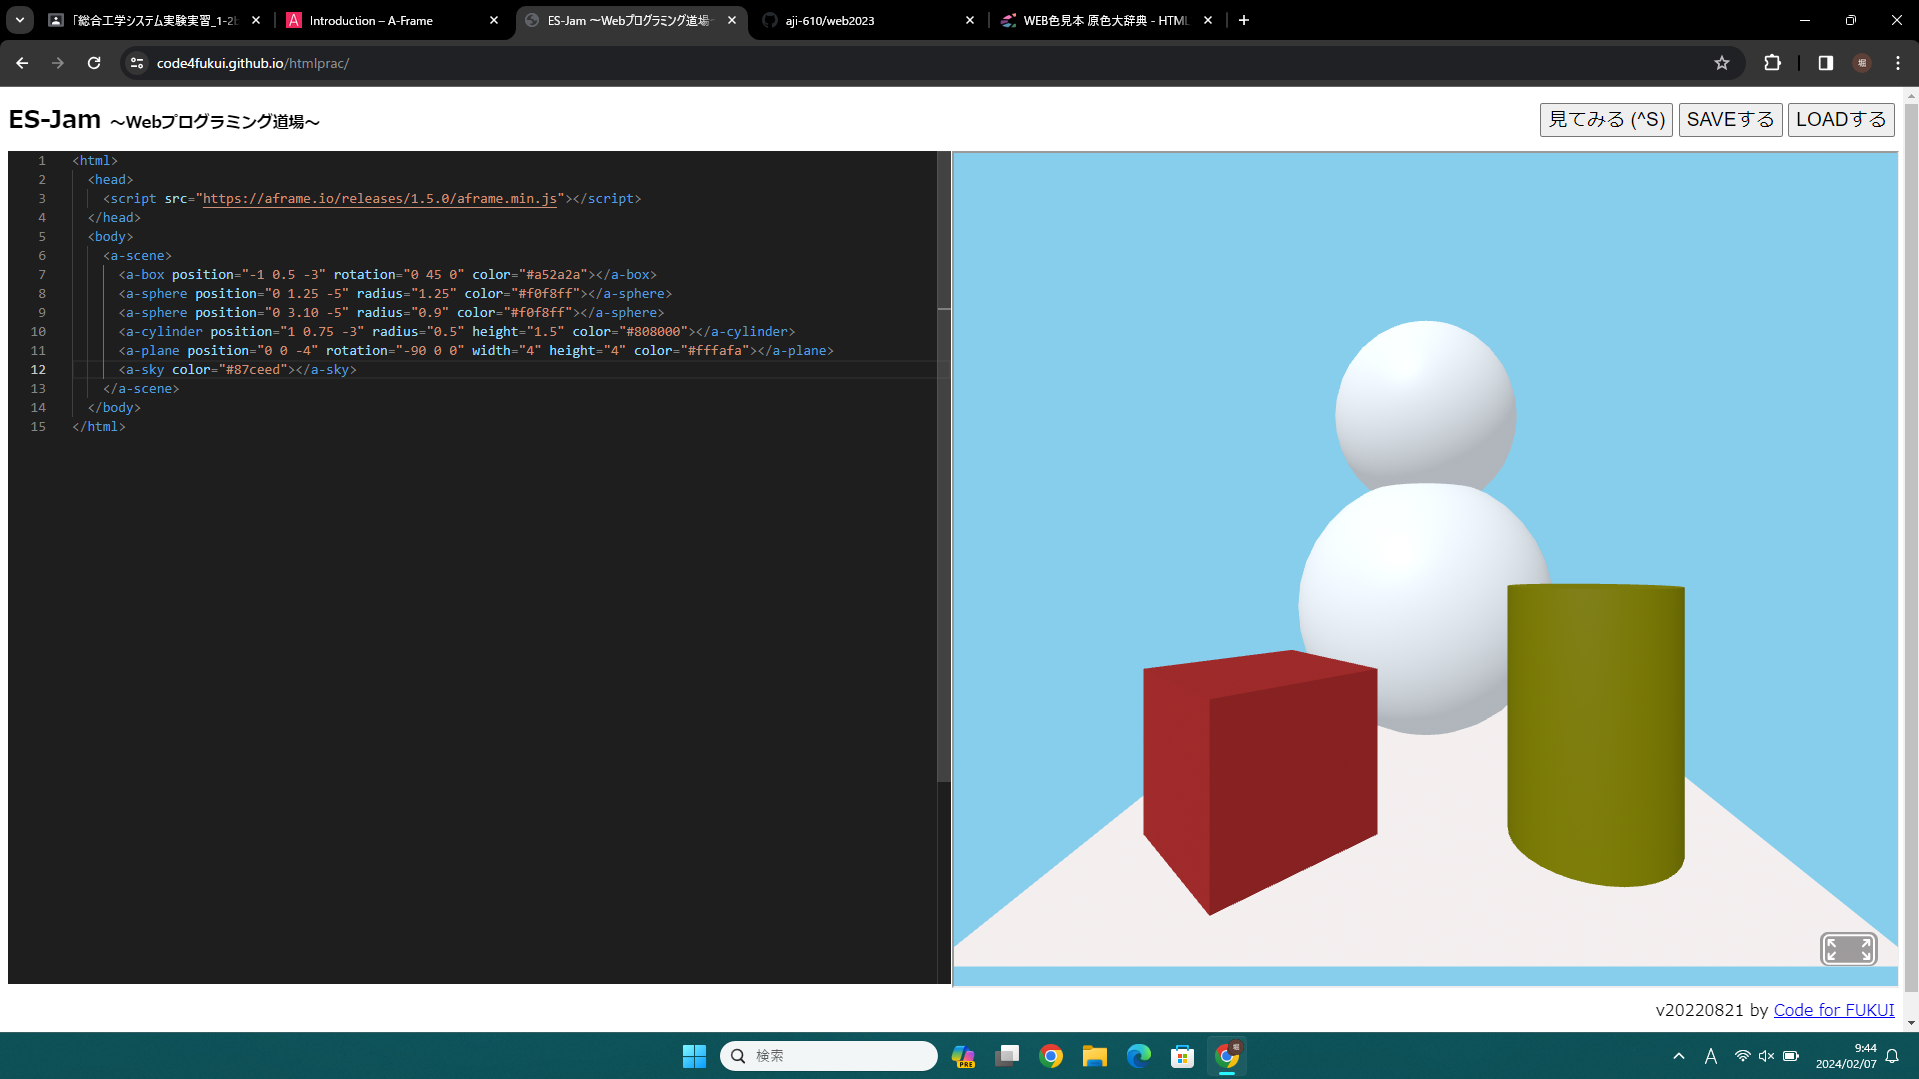 「総合工学システム実験実習_1-2b
Introduction – A-Frame
ES-Jam 〜Webプログラミング道場〜
aji-610/web2023
WEB色見本 原色大辞典 - HTML
code4fukui.github.io/htmlprac/
ES-Jam 〜Webプログラミング道場〜
見てみる (^S)
SAVEする
LOADする
1 <html>
2 <head>
3 <script src="https://aframe.io/releases/1.5.0/aframe.min.js"></script>
4 </head>
5 <body>
6 <a-scene>
7 <a-box position="-1 0.5 -3" rotation="0 45 0" color="#a52a2a"></a-box>
8 <a-sphere position="0 1.25 -5" radius="1.25" color="#f0f8ff"></a-sphere>
9 <a-sphere position="0 3.10 -5" radius="0.9" color="#f0f8ff"></a-sphere>
10 <a-cylinder position="1 0.75 -3" radius="0.5" height="1.5" color="#808000"></a-cylinder>
11 <a-plane position="0 0 -4" rotation="-90 0 0" width="4" height="4" color="#fffafa"></a-plane>
12 <a-sky color="#87ceed"></a-sky>
13 </a-scene>
14 </body>
15 </html>
v20220821 by Code for FUKUI
検索
PRE
A
9:44
2024/02/07